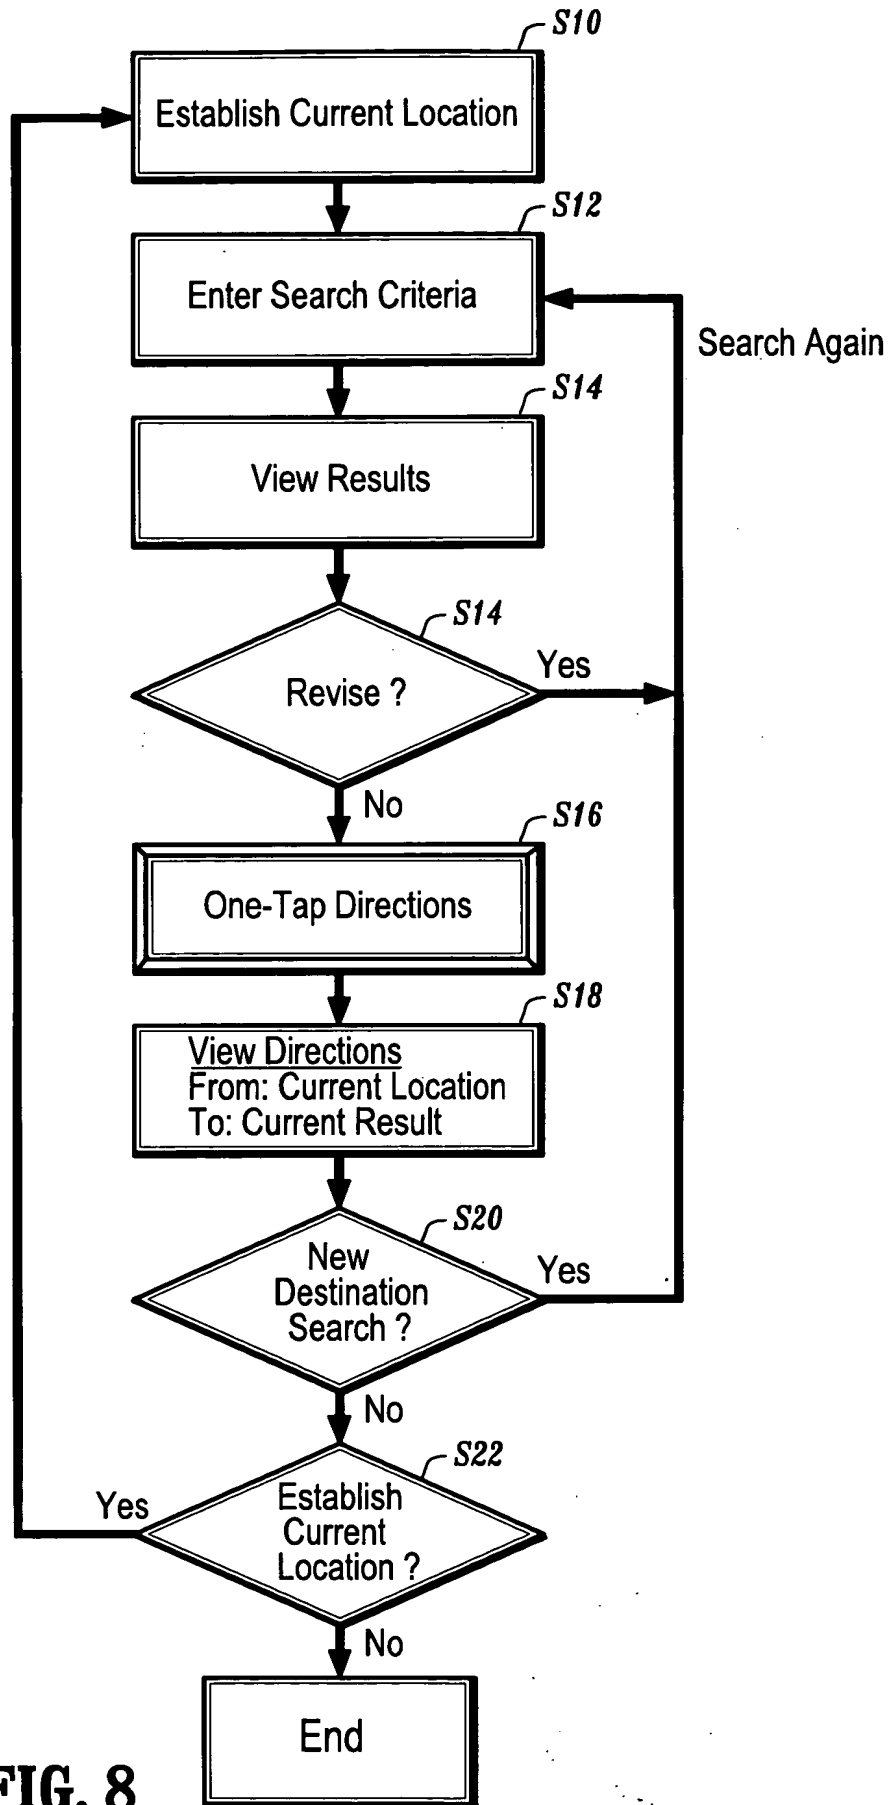 S10
Establish Current Location
S12
Enter Search Criteria
Search Again
S14
View Results
S14
Revise ?
Yes
No
S16
One-Tap Directions
S18
View Directions
From: Current Location
To: Current Result
S20
New
Destination
Search ?
Yes
No
S22
Establish
Current
Location ?
Yes
No
End
FIG. 8